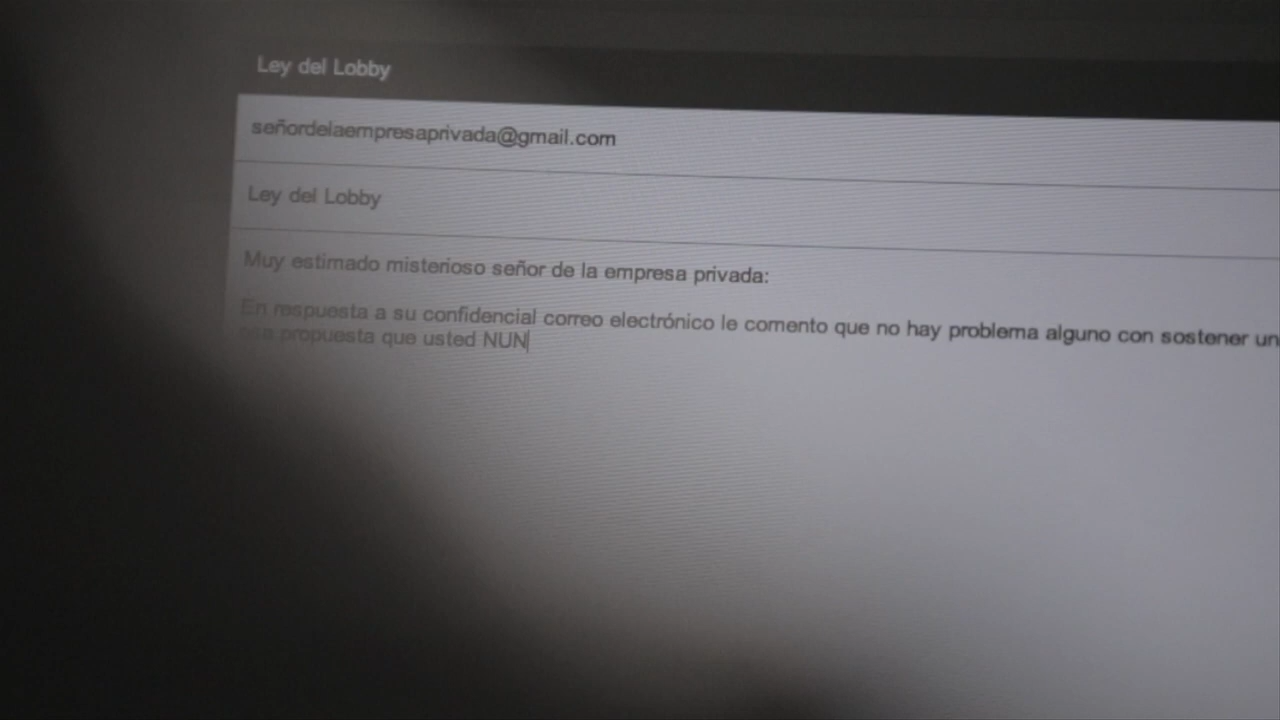 Ley del Lobby
señordelaempresaprivada@gmail.com
Ley del Lobby
Muy estimado misterioso señor de la empresa privada:
En respuesta a su confidencial correo electrónico le comento que no hay problema alguno con sostener un
esa propuesta que usted NUN